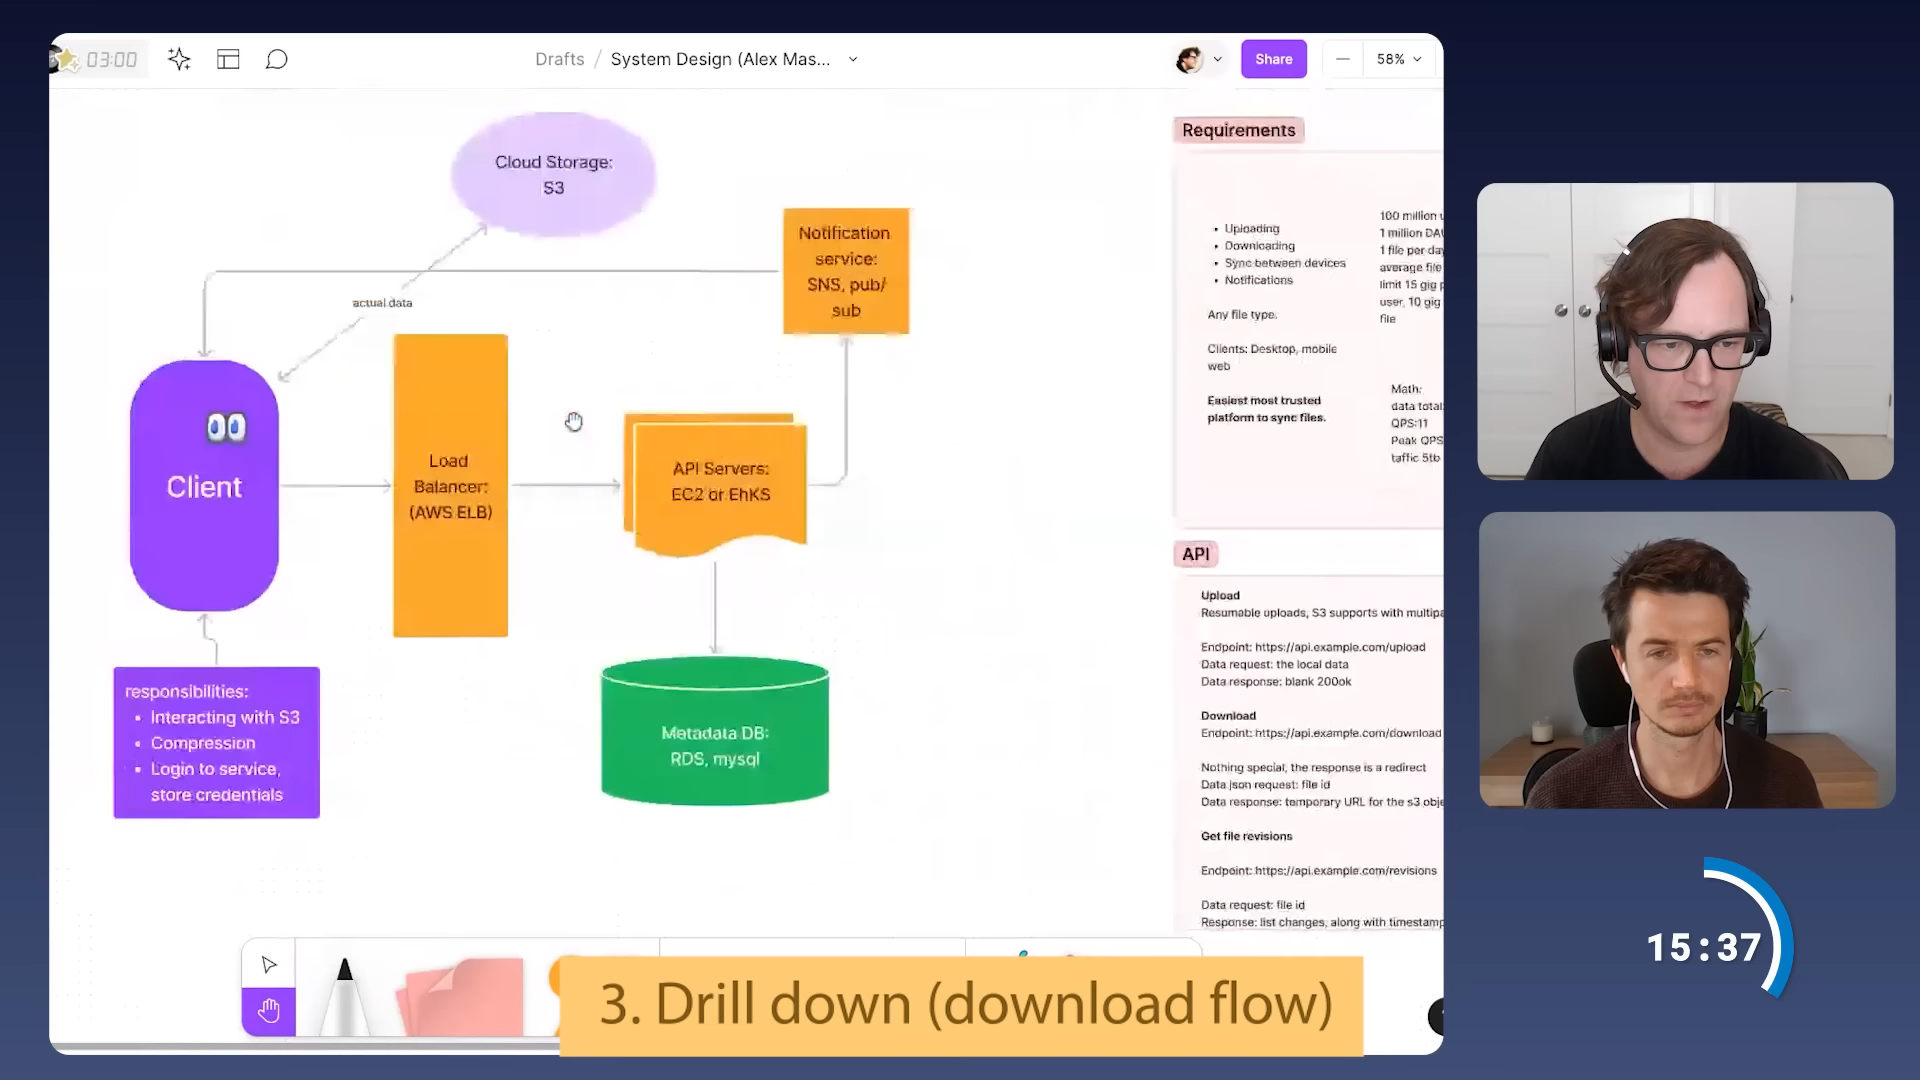 03:00
Drafts / System Design (Alex Mas...
Share
58%
Cloud Storage:
S3
Notification
service:
SNS, pub/
sub
actual data
Client
Load
Balancer:
(AWS ELB)
API Servers:
EC2 or EhKS
Metadata DB:
RDS, mysql
responsibilities:
• Interacting with S3
• Compression
• Login to service,
store credentials
Requirements
• Uploading
• Downloading
• Sync between devices
• Notifications
Any file type.
Clients: Desktop, mobile
web
Easiest most trusted
platform to sync files.
100 million
1 million
1 file per day
average file
limit 15 gig
user, 10 gig
file
Math:
data total
QPS:11
Peak QPS
taffic 5tb
API
Upload
Resumable uploads, S3 supports with
Endpoint: https://api.example.com/upload
Data request: the local data
Data response: blank 200ok
Download
Endpoint: https://api.example.com/download
Nothing special, the response is a redirect
Data json request: file id
Data response: temporary URL for the s3
Get file revisions
Endpoint: https://api.example.com/revisions
Data request: file id
Response: list changes, along with
3. Drill down (download flow)
15:37